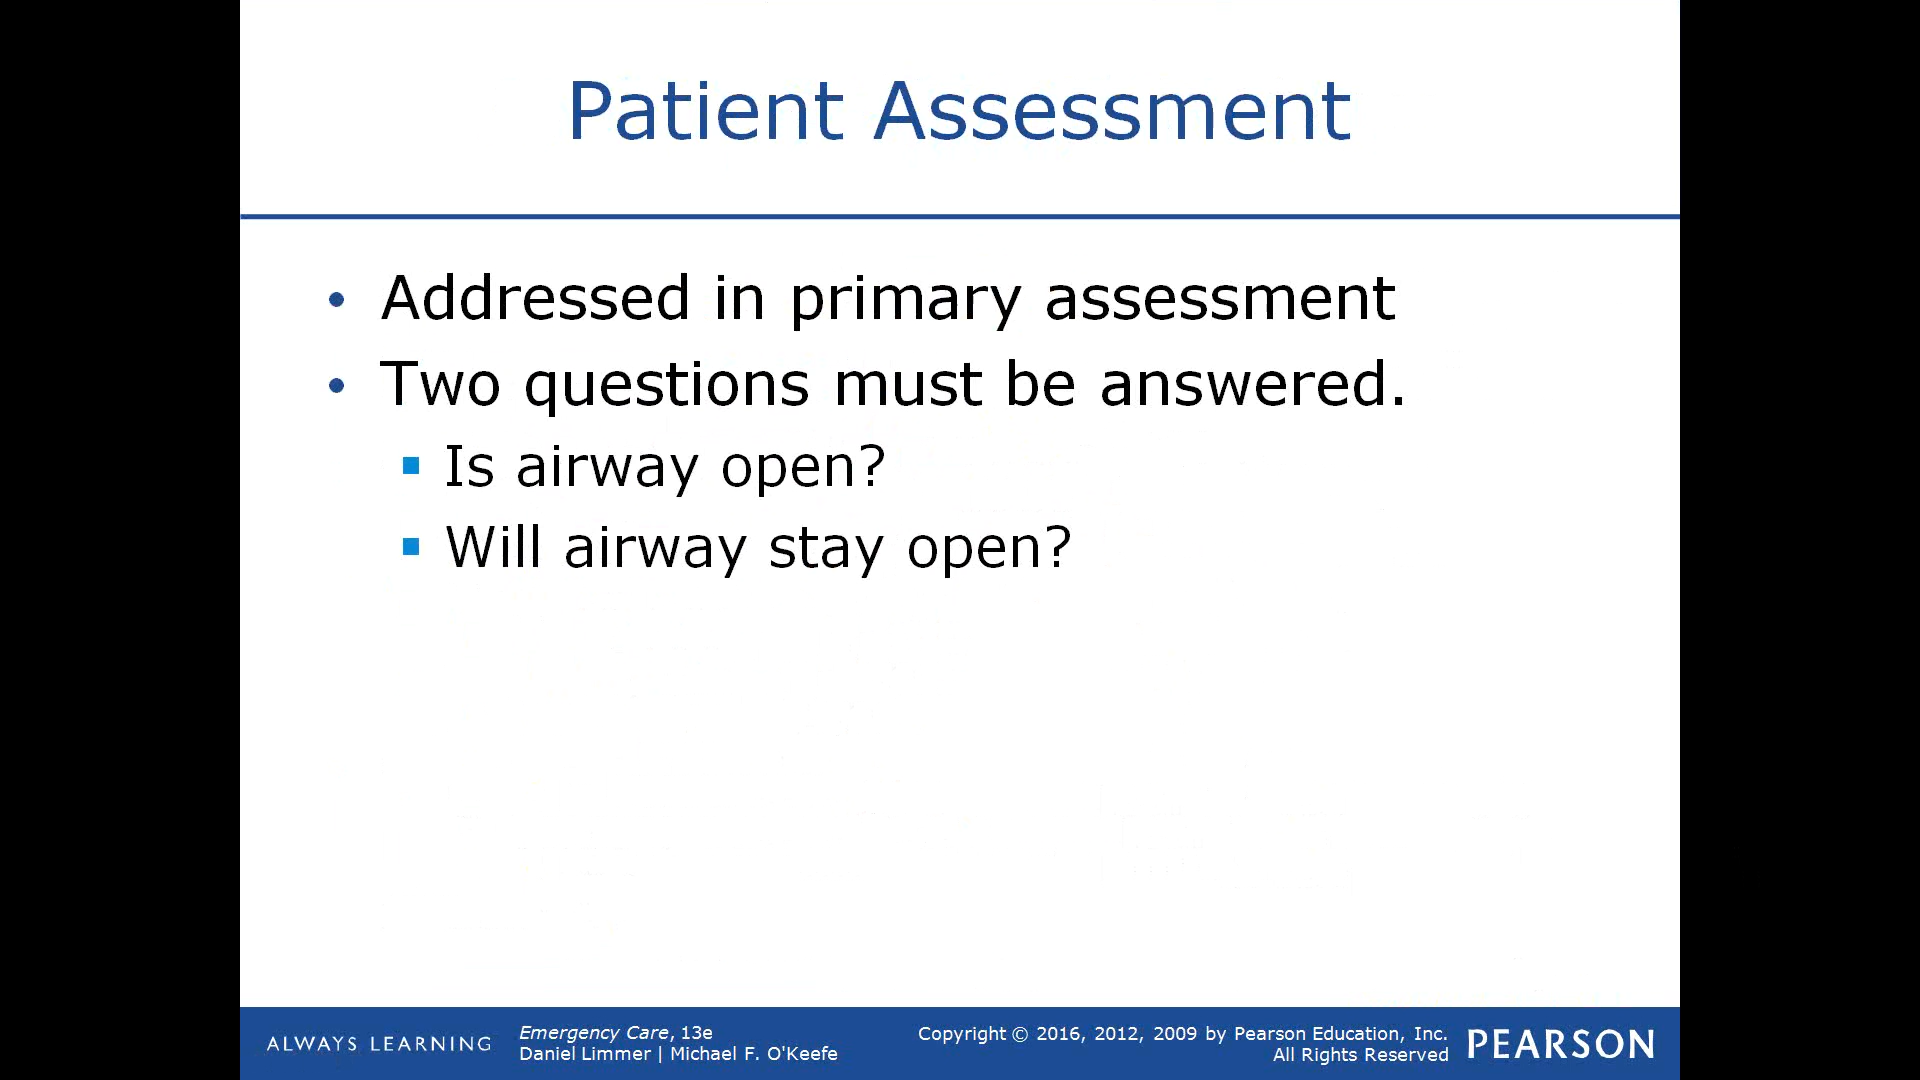 Patient Assessment
• Addressed in primary assessment
• Two questions must be answered.
▪ Is airway open?
▪ Will airway stay open?
ALWAYS LEARNING
Emergency Care, 13e
Daniel Limmer | Michael F. O'Keefe
Copyright © 2016, 2012, 2009 by Pearson Education, Inc.
All Rights Reserved
PEARSON